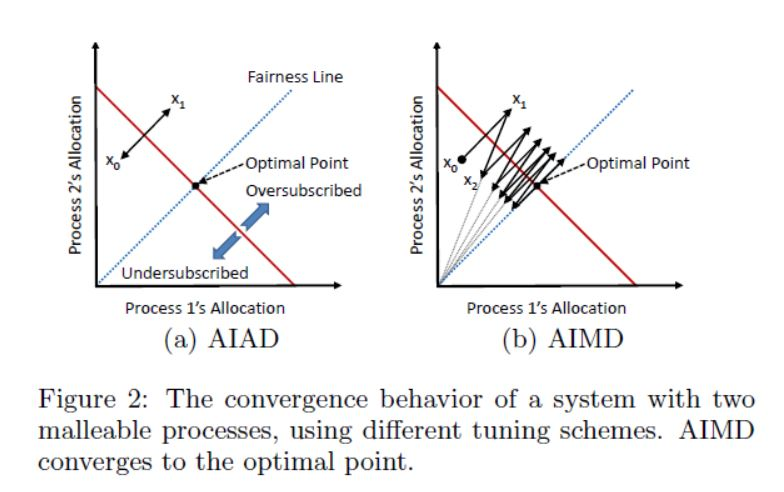 Process 2's Allocation
Fairness Line
X₁
X₀
Optimal Point
Oversubscribed
Undersubscribed
Process 1's Allocation
(a) AIAD
Process 2's Allocation
X₁
X₀
X₂
Optimal Point
Process 1's Allocation
(b) AIMD
Figure 2: The convergence behavior of a system with two
malleable processes, using different tuning schemes. AIMD
converges to the optimal point.